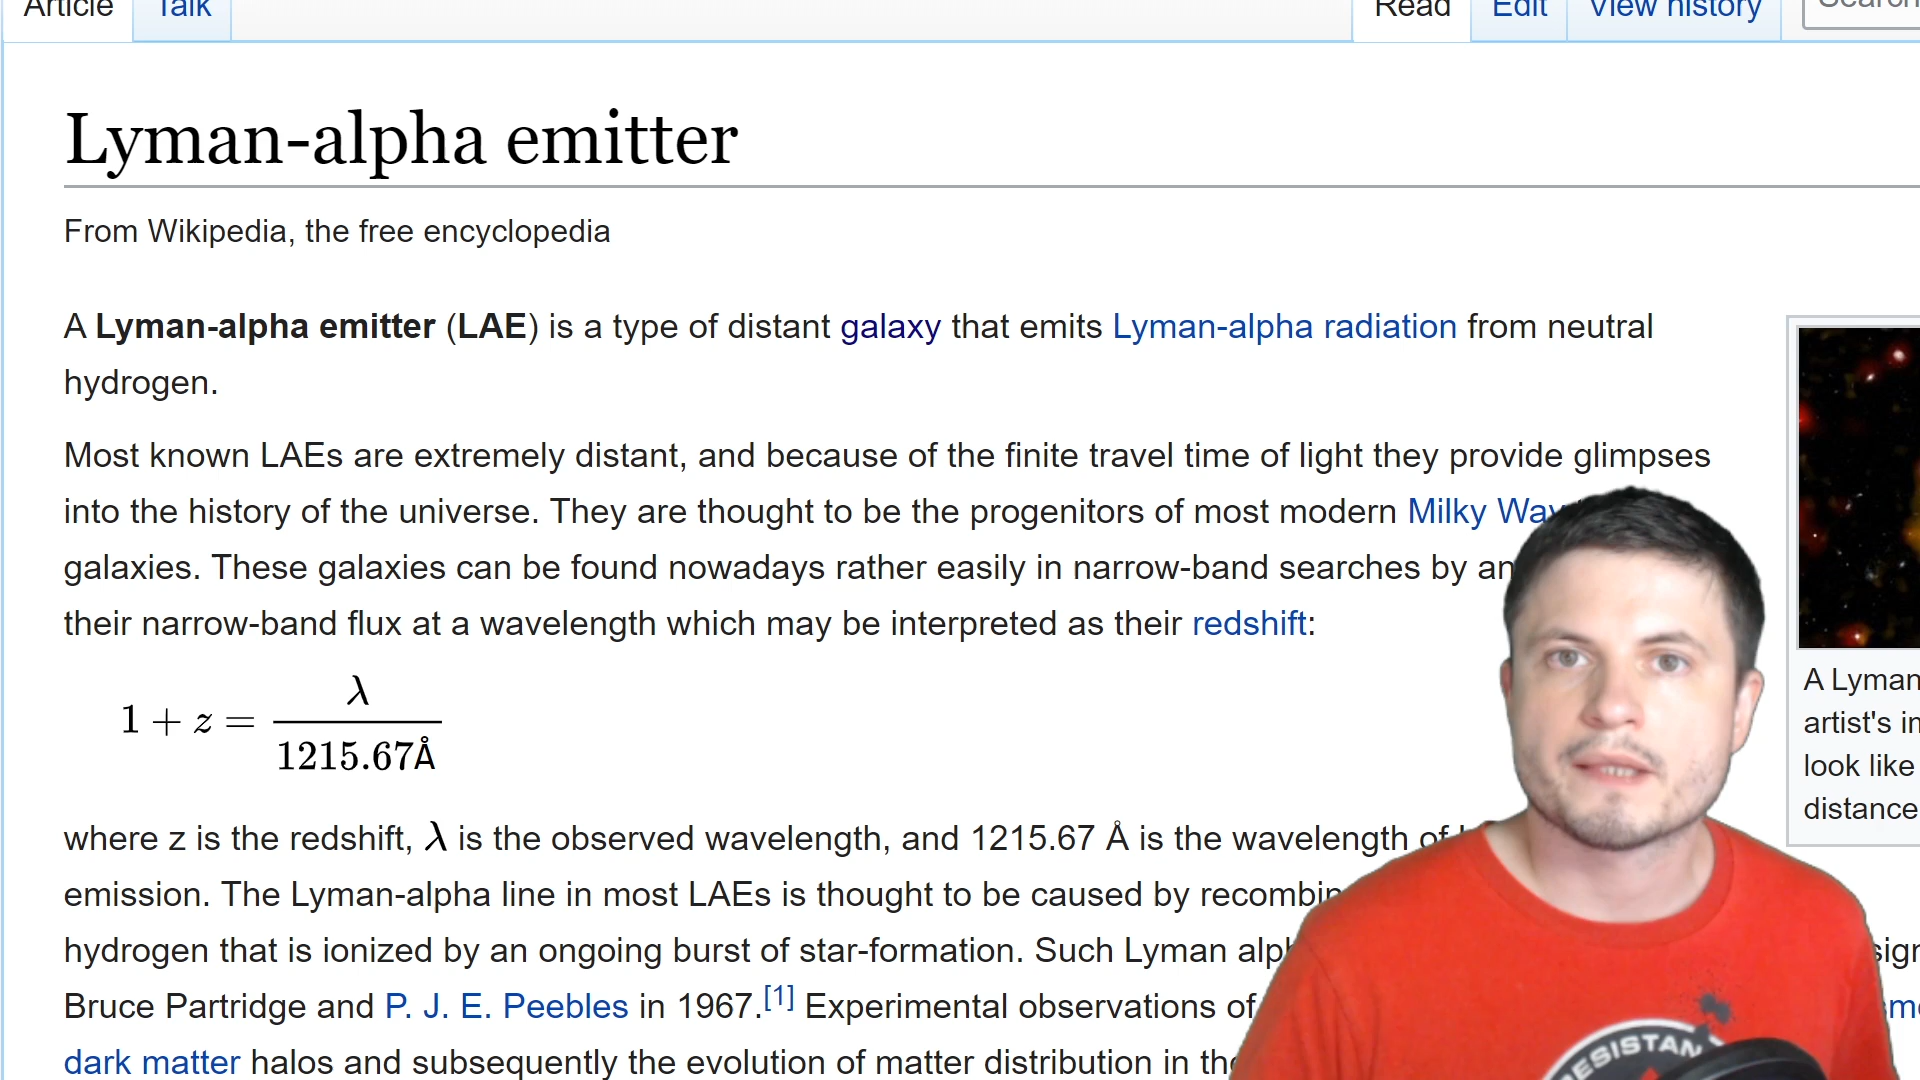 Article Talk Read Edit View history Search
Lyman-alpha emitter
From Wikipedia, the free encyclopedia
A Lyman-alpha emitter (LAE) is a type of distant galaxy that emits Lyman-alpha radiation from neutral
hydrogen.
Most known LAEs are extremely distant, and because of the finite travel time of light they provide glimpses
into the history of the universe. They are thought to be the progenitors of most modern Milky Way
galaxies. These galaxies can be found nowadays rather easily in narrow-band searches by an
their narrow-band flux at a wavelength which may be interpreted as their redshift:
1 + z = λ / 1215.67Å
where z is the redshift, λ is the observed wavelength, and 1215.67 Å is the wavelength of
emission. The Lyman-alpha line in most LAEs is thought to be caused by recombin
hydrogen that is ionized by an ongoing burst of star-formation. Such Lyman alph
Bruce Partridge and P. J. E. Peebles in 1967.[1] Experimental observations of
dark matter halos and subsequently the evolution of matter distribution in the
A Lyman
artist's
look like
distance
ESISTAN